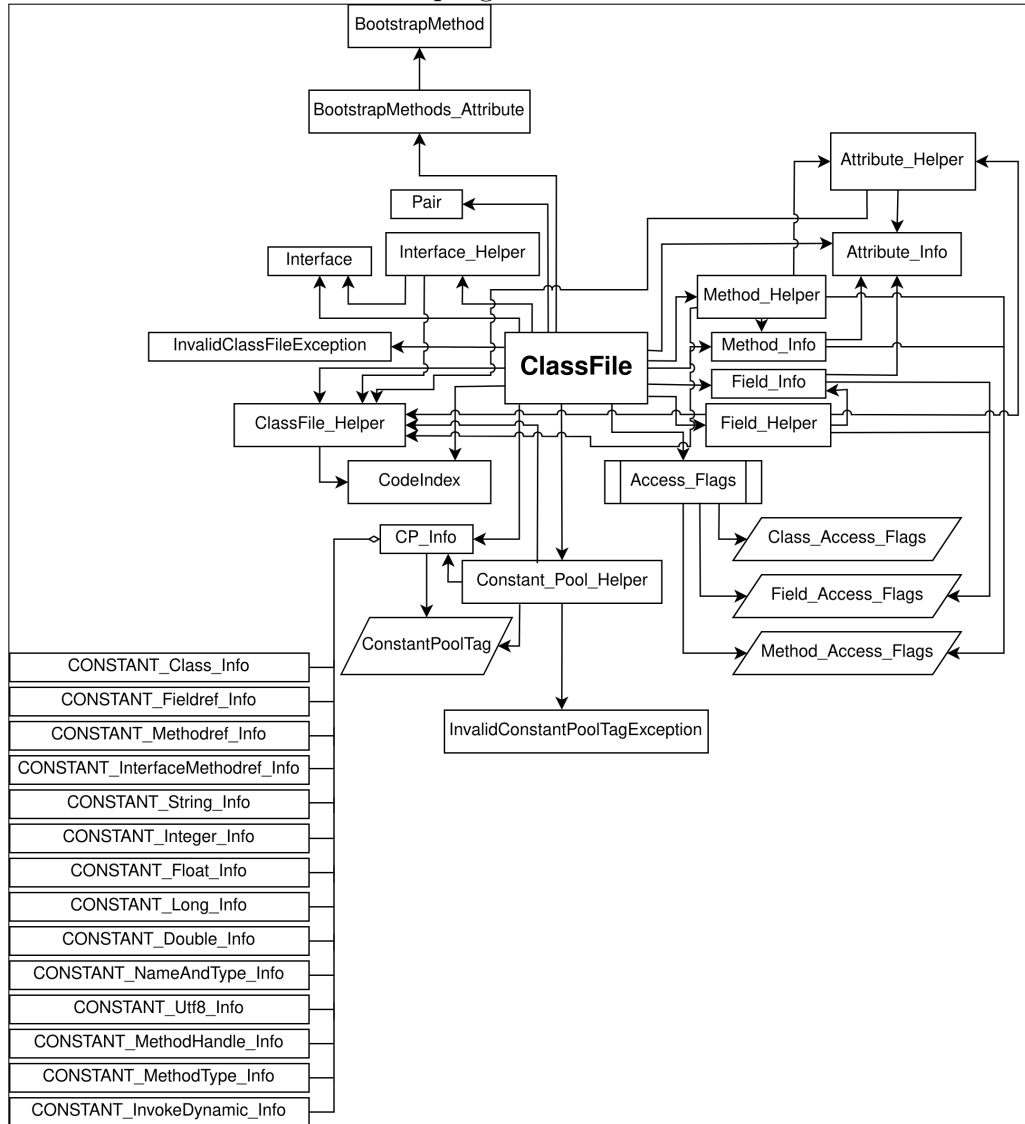 BootstrapMethod
BootstrapMethods_Attribute
Attribute_Helper
Pair
Interface
Interface_Helper
Attribute_Info
Method_Helper
InvalidClassFileException
ClassFile
Method_Info
Field_Info
ClassFile_Helper
Field_Helper
CodeIndex
Access_Flags
CP_Info
Class_Access_Flags
Constant_Pool_Helper
Field_Access_Flags
ConstantPoolTag
Method_Access_Flags
CONSTANT_Class_Info
CONSTANT_Fieldref_Info
InvalidConstantPoolTagException
CONSTANT_Methodref_Info
CONSTANT_InterfaceMethodref_Info
CONSTANT_String_Info
CONSTANT_Integer_Info
CONSTANT_Float_Info
CONSTANT_Long_Info
CONSTANT_Double_Info
CONSTANT_NameAndType_Info
CONSTANT_Utf8_Info
CONSTANT_MethodHandle_Info
CONSTANT_MethodType_Info
CONSTANT_InvokeDynamic_Info